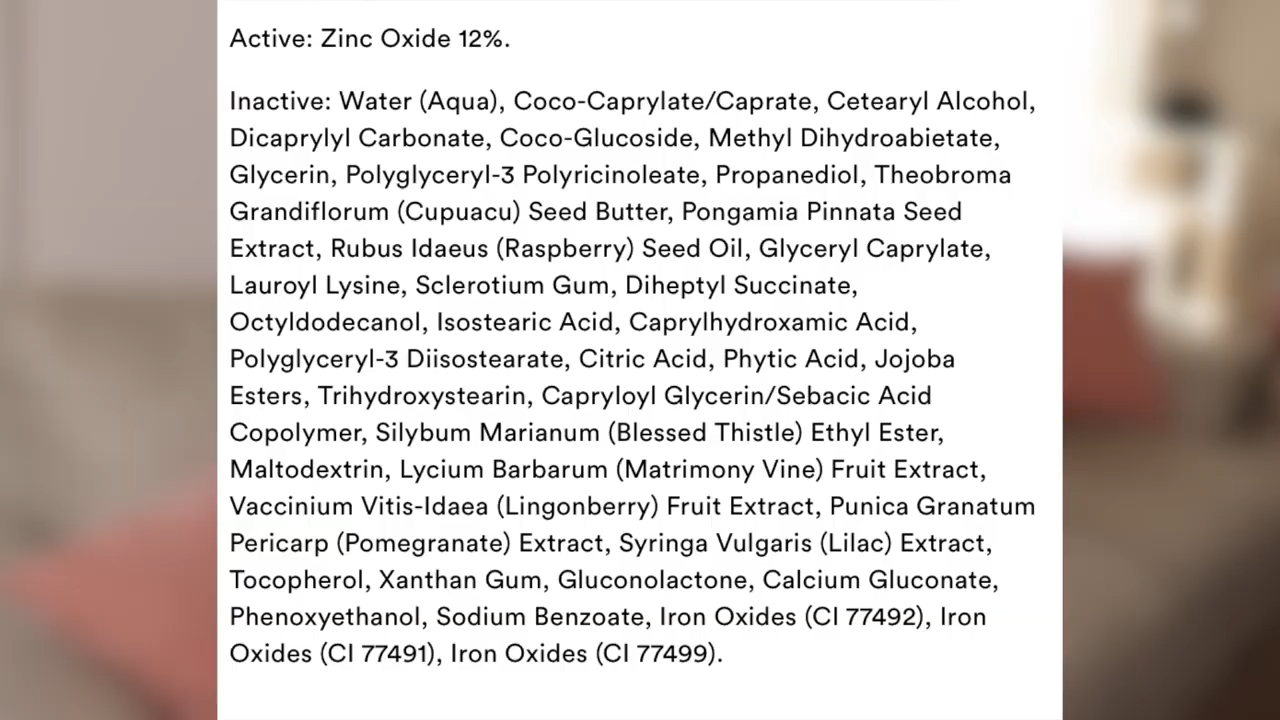 Active: Zinc Oxide 12%.
Inactive: Water (Aqua), Coco-Caprylate/Caprate, Cetearyl Alcohol,
Dicaprylyl Carbonate, Coco-Glucoside, Methyl Dihydroabietate,
Glycerin, Polyglyceryl-3 Polyricinoleate, Propanediol, Theobroma
Grandiflorum (Cupuacu) Seed Butter, Pongamia Pinnata Seed
Extract, Rubus Idaeus (Raspberry) Seed Oil, Glyceryl Caprylate,
Lauroyl Lysine, Sclerotium Gum, Diheptyl Succinate,
Octyldodecanol, Isostearic Acid, Caprylhydroxamic Acid,
Polyglyceryl-3 Diisostearate, Citric Acid, Phytic Acid, Jojoba
Esters, Trihydroxystearin, Capryloyl Glycerin/Sebacic Acid
Copolymer, Silybum Marianum (Blessed Thistle) Ethyl Ester,
Maltodextrin, Lycium Barbarum (Matrimony Vine) Fruit Extract,
Vaccinium Vitis-Idaea (Lingonberry) Fruit Extract, Punica Granatum
Pericarp (Pomegranate) Extract, Syringa Vulgaris (Lilac) Extract,
Tocopherol, Xanthan Gum, Gluconolactone, Calcium Gluconate,
Phenoxyethanol, Sodium Benzoate, Iron Oxides (CI 77492), Iron
Oxides (CI 77491), Iron Oxides (CI 77499).